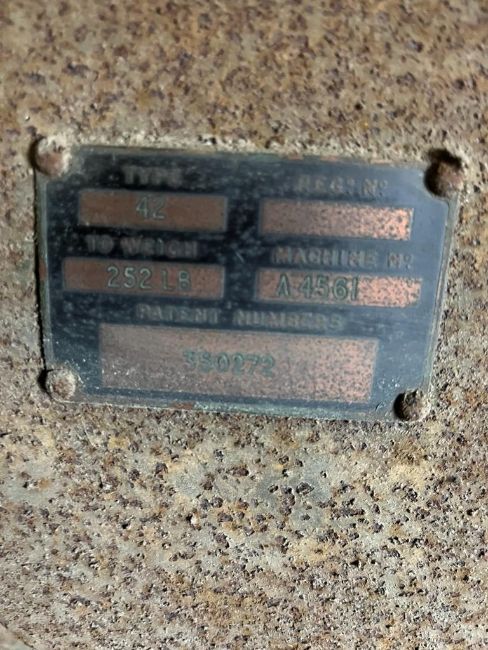 TYPE
REG: Nº
42
TO WEIGH
MACHINE Nº
252 LB
A 4561
PATENT NUMBERS
350272